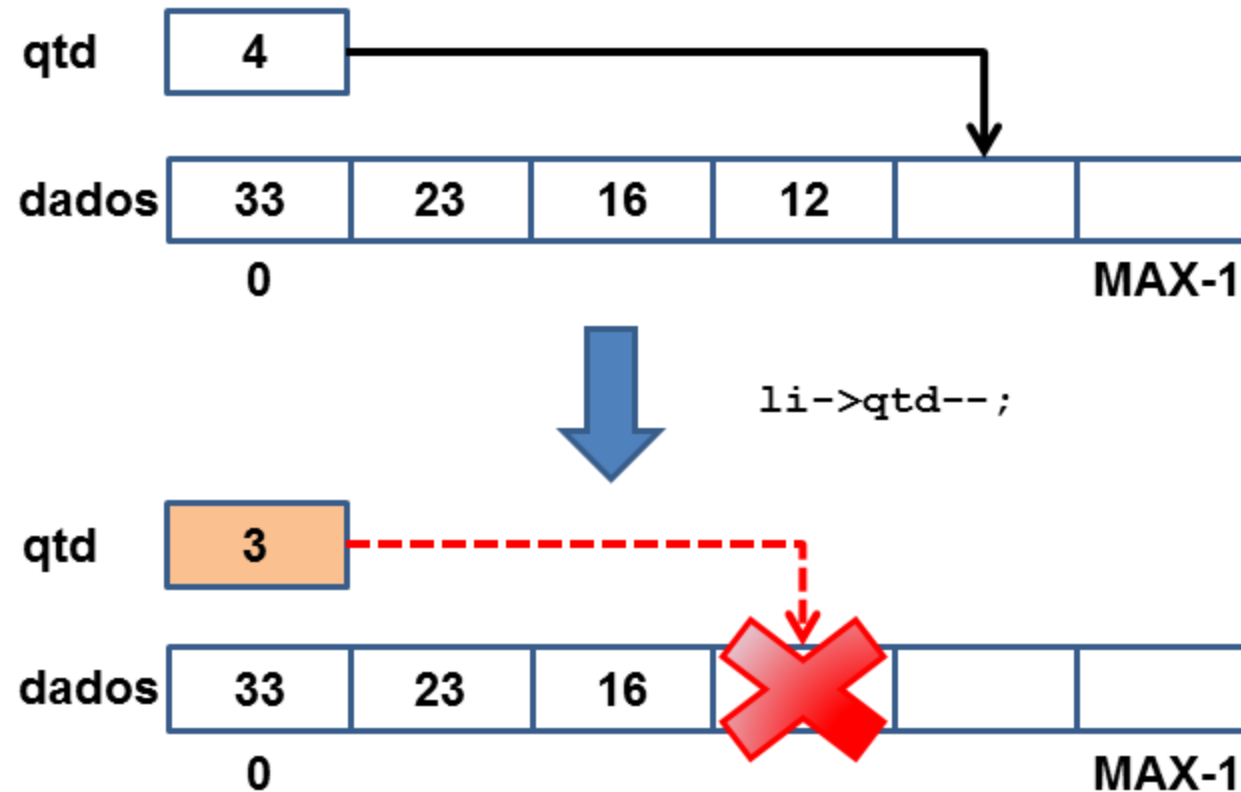 qtd 4
dados 33 23 16 12
0 MAX-1
li->qtd--;
qtd 3
dados 33 23 16
0 MAX-1